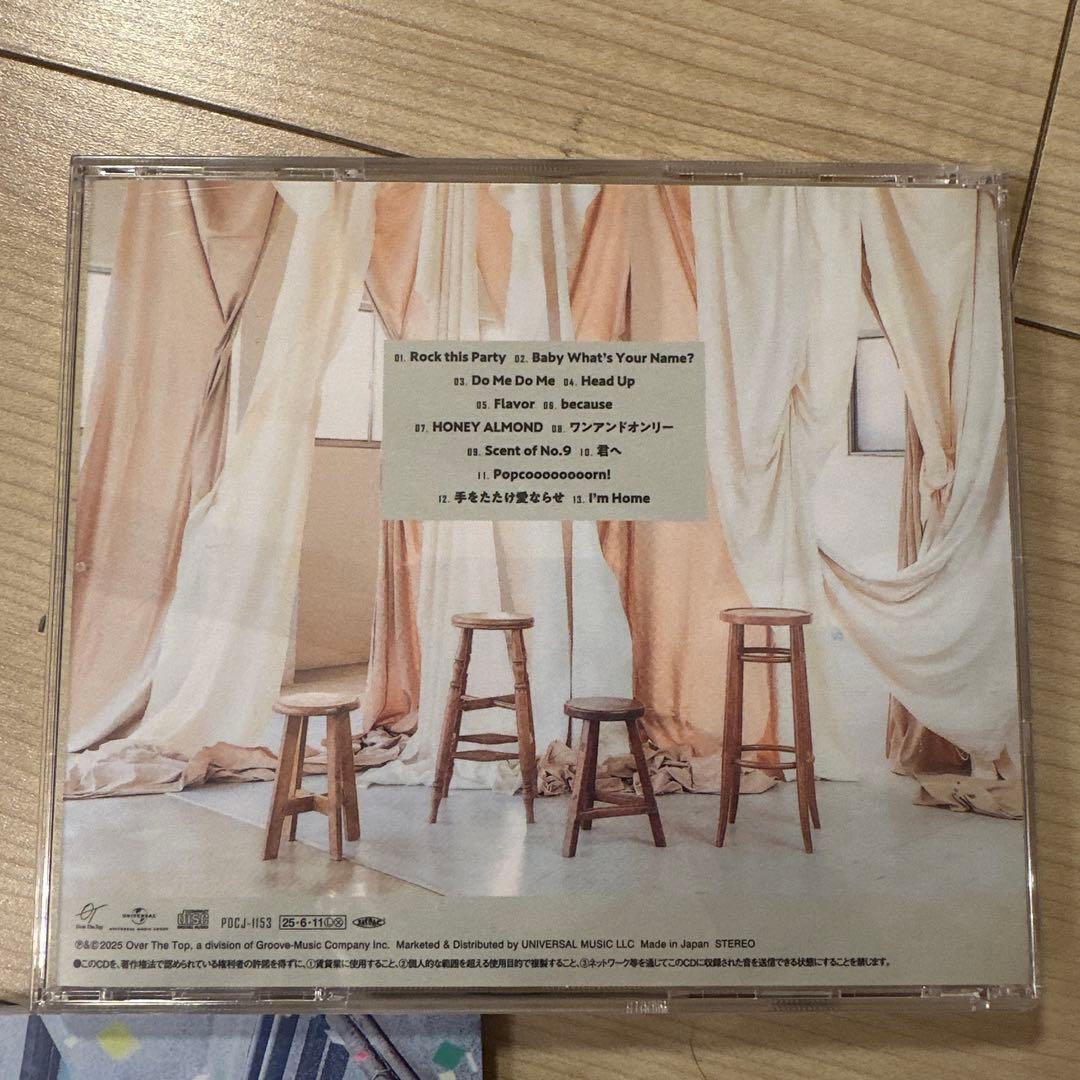 01. Rock this Party 02. Baby What's Your Name?
03. Do Me Do Me 04. Head Up
05. Flavor 06. because
07. HONEY ALMOND 08. ワンアンドオンリー
09. Scent of No.9 10. 君へ
11. Popcoooooooorn!
12. 手をたたけ愛ならせ 13. I'm Home
Over The Top UNIVERSAL UNIVERSAL MUSIC GROUP disc PDCJ-1153 25・6・11
℗&©2025 Over The Top, a division of Groove-Music Company Inc. Marketed & Distributed by UNIVERSAL MUSIC LLC Made in Japan STEREO
●このCDを、著作権法で認められている権利者の許諾を得ずに、①賃貸業に使用すること、②個人的な範囲を超える使用目的で複製すること、③ネットワーク等を通じてこのCDに収録された音を送信できる状態にすることを禁じます。